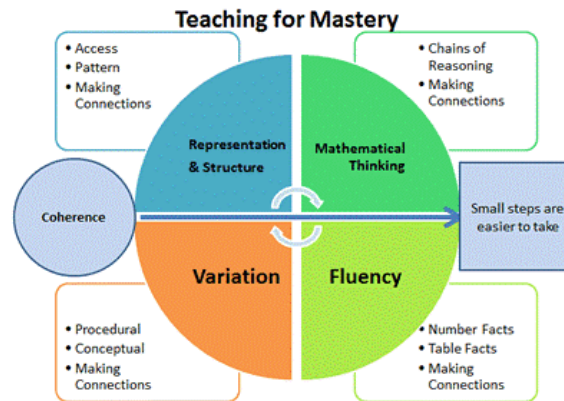 Teaching for Mastery
• Access
• Pattern
• Making
Connections
• Chains of
Reasoning
• Making
Connections
Representation
& Structure
Mathematical
Thinking
Coherence
Small steps are
easier to take
Variation
Fluency
• Procedural
• Conceptual
• Making
Connections
• Number Facts
• Table Facts
• Making
Connections